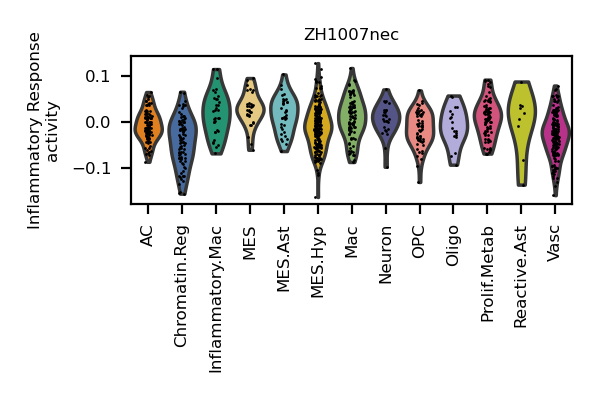 ZH1007nec
Inflammatory Response
activity
0.1
0.0
−0.1
AC
Chromatin.Reg
Inflammatory.Mac
MES
MES.Ast
MES.Hyp
Mac
Neuron
OPC
Oligo
Prolif.Metab
Reactive.Ast
Vasc